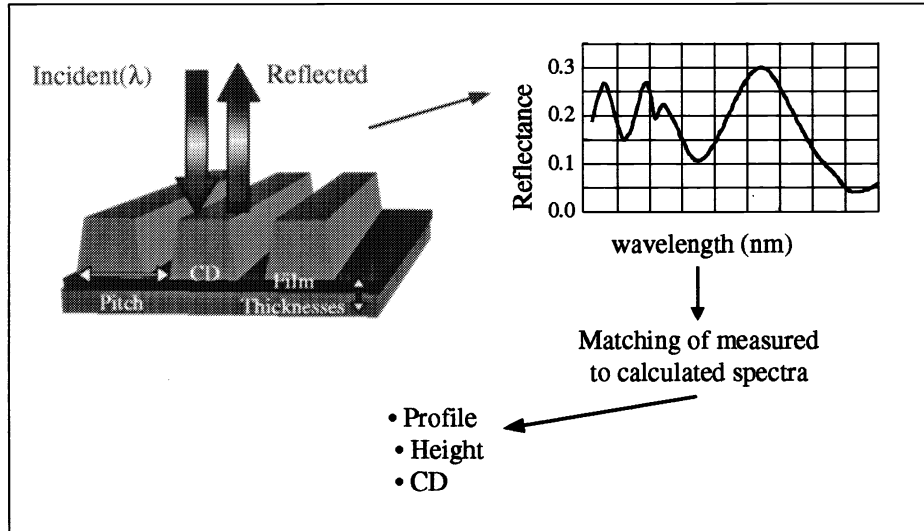 Incident(λ)
Reflected
CD
Film
Pitch
Thicknesses
Reflectance
0.3
0.2
0.1
0.0
wavelength (nm)
Matching of measured
to calculated spectra
• Profile
• Height
• CD